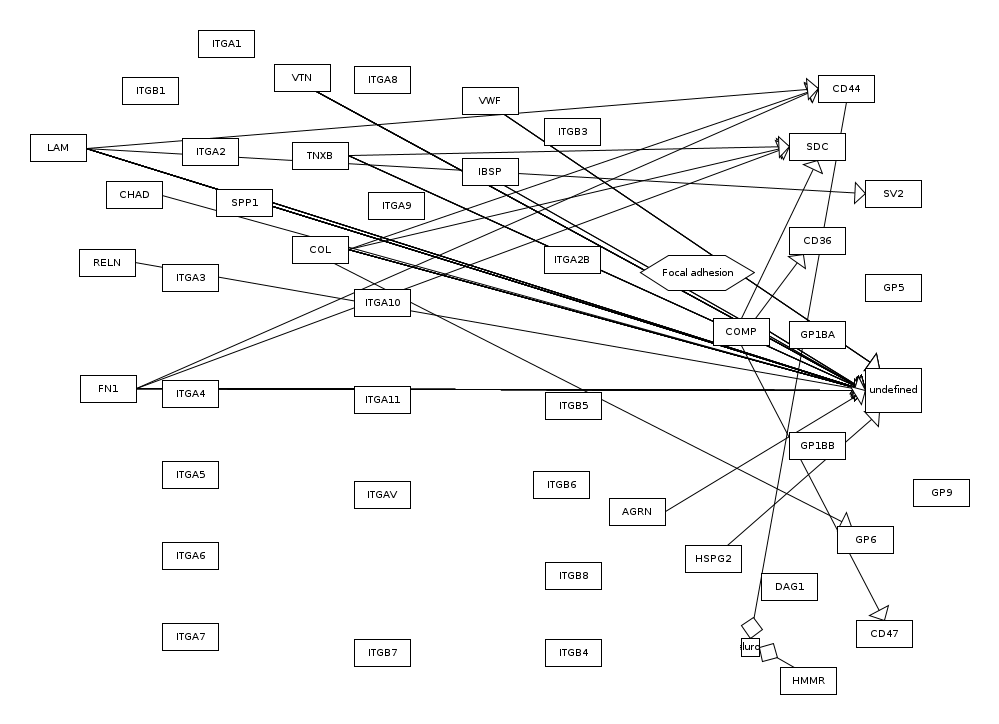 ITGA1
VTN
ITGA8
ITGB1
VWF
CD44
ITGB3
LAM
ITGA2
TNXB
SDC
IBSP
CHAD
SPP1
ITGA9
SV2
COL
CD36
RELN
ITGA3
ITGA2B
Focal adhesion
GP5
ITGA10
COMP
GP1BA
FN1
ITGA4
ITGA11
ITGB5
undefined
GP1BB
ITGA5
ITGAV
ITGB6
GP9
AGRN
GP6
ITGA6
HSPG2
ITGB8
DAG1
ITGA7
CD47
ITGB7
ITGB4
HMMR